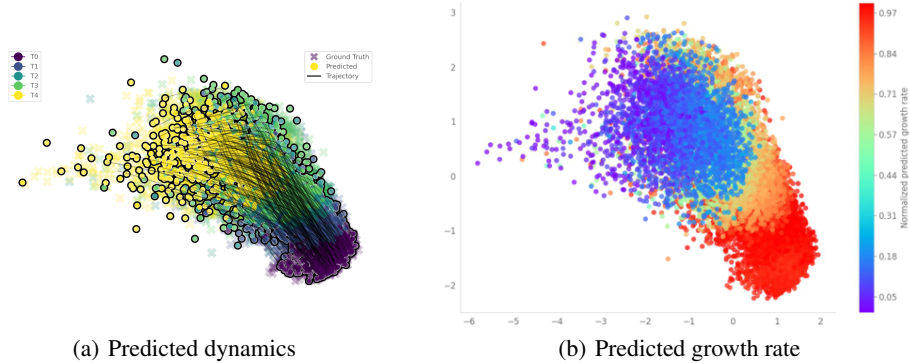 T0
T1
T2
T3
T4
Ground Truth
Predicted
Trajectory
3
2
1
0
−1
−2
−6
−5
−4
−3
−2
−1
0
1
2
0.97
0.84
0.71
0.57
0.44
0.31
0.18
0.05
Normalized predicted growth rate
(a) Predicted dynamics
(b) Predicted growth rate